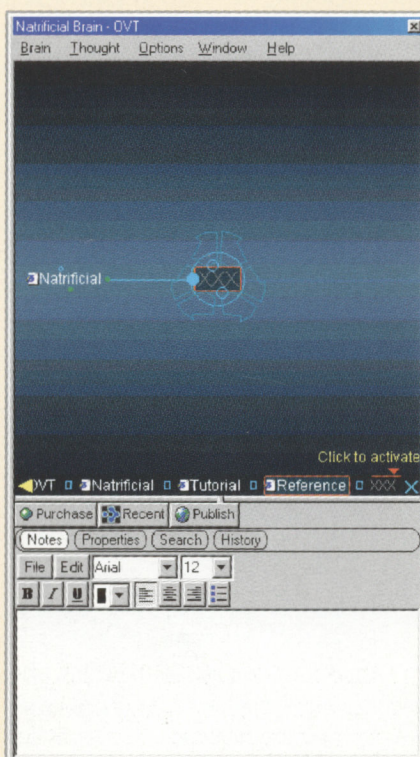 Natrificial Brain - OVT
Brain Thought Options Window Help
Natrificial
XXX
Click to activate
OVT Natrificial Tutorial Reference XXX
Purchase Recent Publish
Notes Properties Search History
File Edit Arial 12
B I U